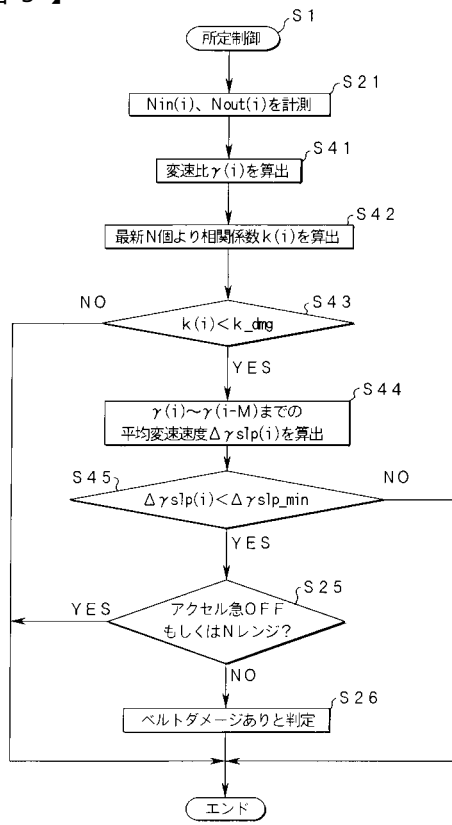 S1
所定制御
S21
Nin(i)、Nout(i)を計測
S41
変速比γ(i)を算出
S42
最新N個より相関係数k(i)を算出
NO
S43
k(i)<k_dmg
YES
S44
γ(i)～γ(i-M)までの
平均変速速度Δγslp(i)を算出
S45
NO
Δγslp(i)<Δγslp_min
YES
S25
YES
アクセル急OFF
もしくはNレンジ？
NO
S26
ベルトダメージありと判定
エンド